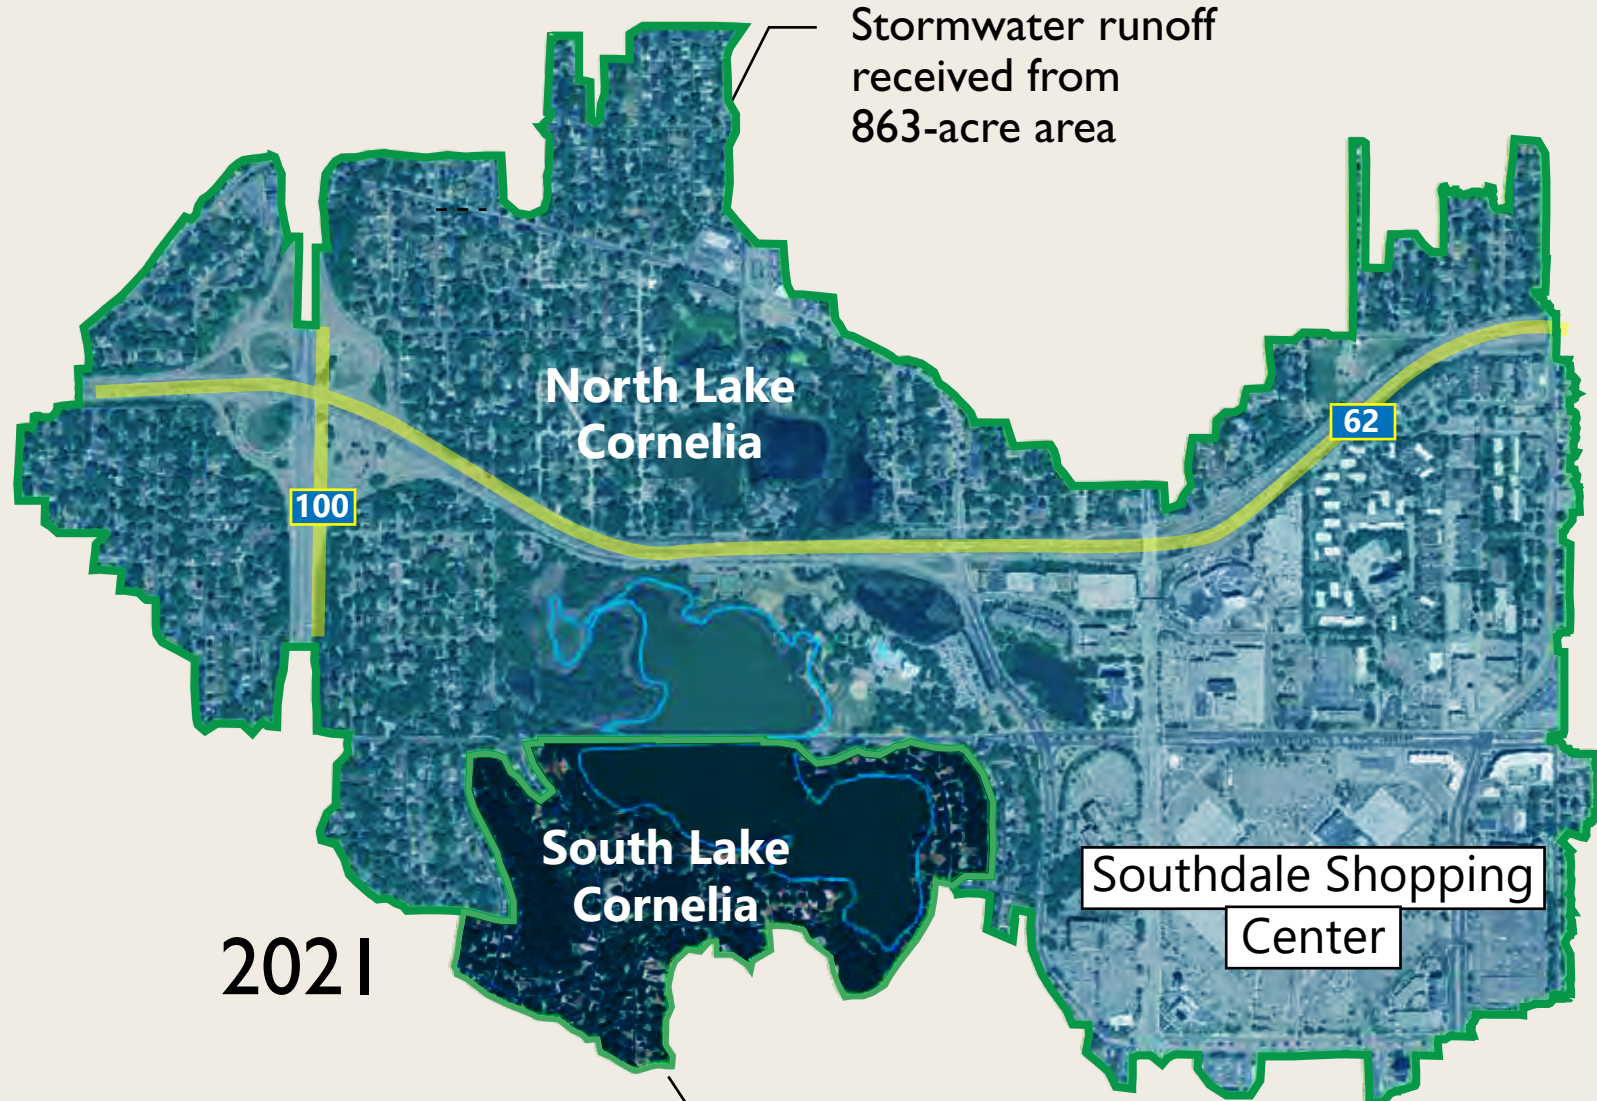 Stormwater runoff
received from
863-acre area
North Lake
Cornelia
62
100
South Lake
Cornelia
Southdale Shopping
Center
2021